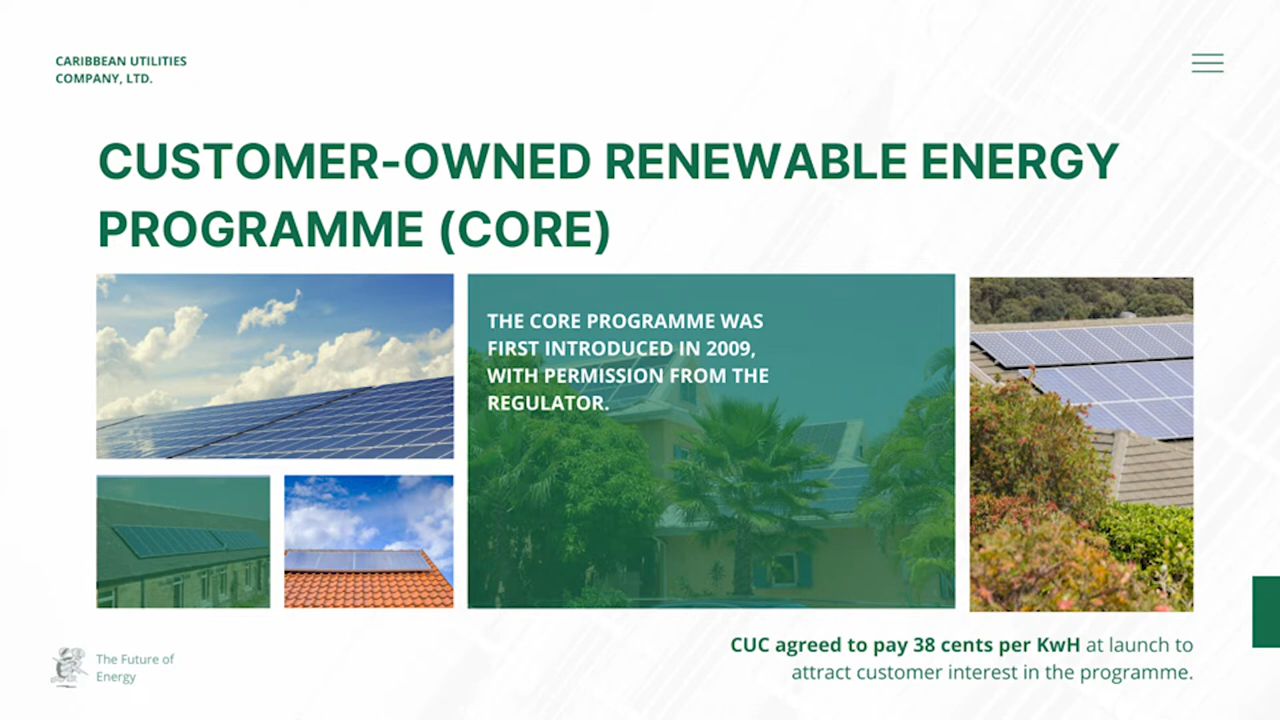 CARIBBEAN UTILITIES
COMPANY, LTD.
CUSTOMER-OWNED RENEWABLE ENERGY
PROGRAMME (CORE)
THE CORE PROGRAMME WAS
FIRST INTRODUCED IN 2009,
WITH PERMISSION FROM THE
REGULATOR.
CUC agreed to pay 38 cents per KwH at launch to
attract customer interest in the programme.
The Future of
Energy